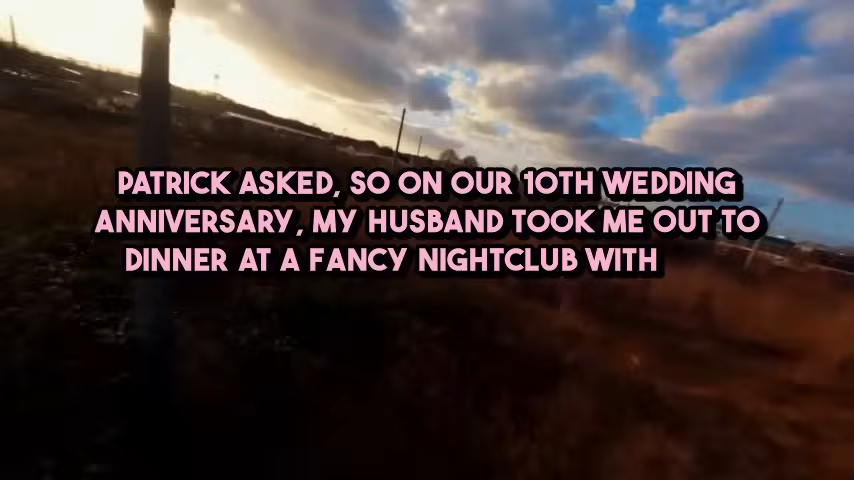 PATRICK ASKED, SO ON OUR 10TH WEDDING
ANNIVERSARY, MY HUSBAND TOOK ME OUT TO
DINNER AT A FANCY NIGHTCLUB WITH